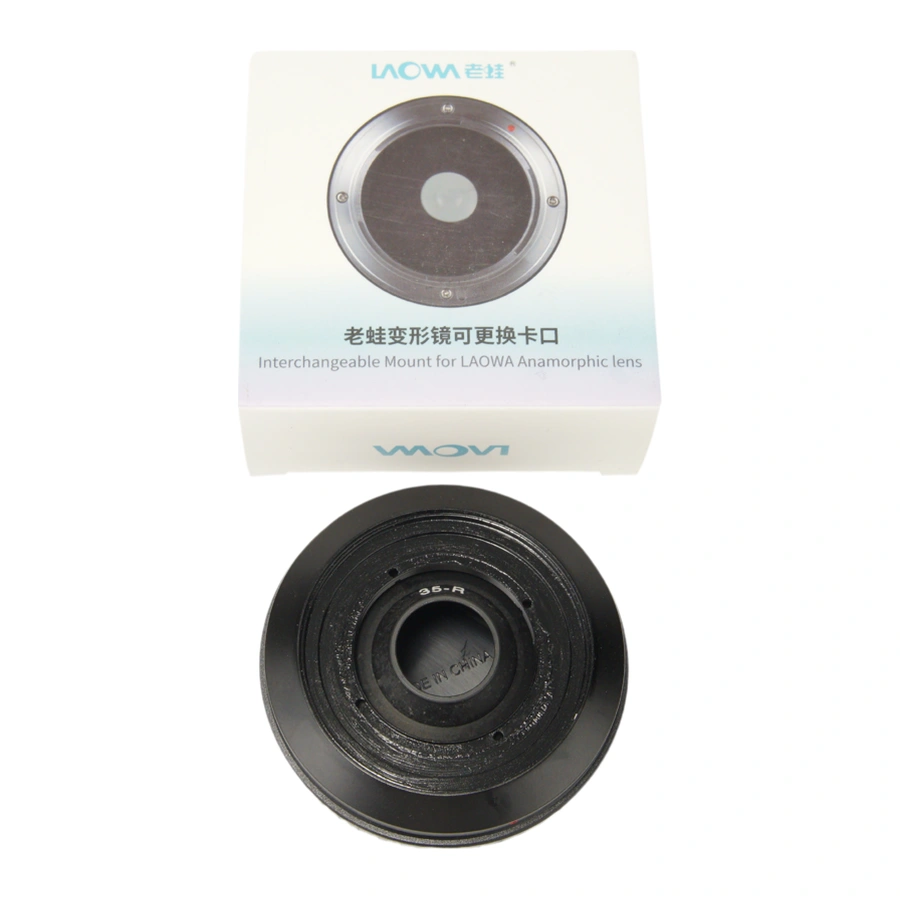 LAOWA 老蛙®
老蛙变形镜可更换卡口
Interchangeable Mount for LAOWA Anamorphic lens
LAOWA
35-R
DE IN CHINA